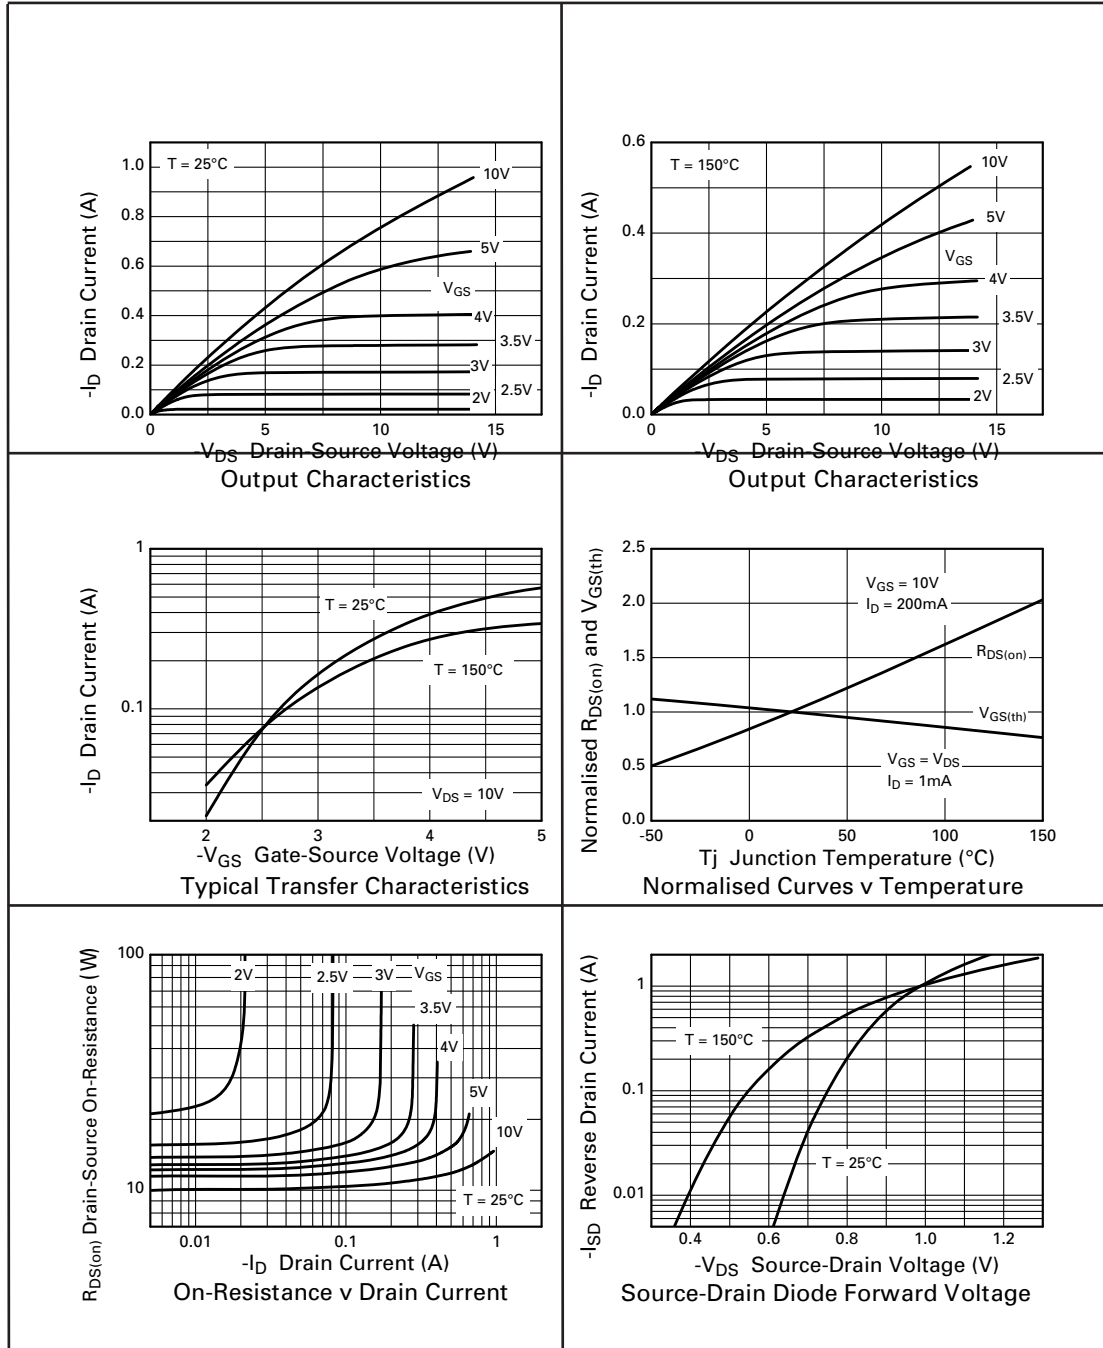 T = 25°C
1.0
0.8
0.6
0.4
0.2
0.0
10V
5V
VGS
4V
3.5V
3V
2.5V
2V
0 5 10 15
-ID Drain Current (A)
-VDS Drain-Source Voltage (V)
Output Characteristics
T = 150°C
0.6
0.4
0.2
0.0
10V
5V
VGS
4V
3.5V
3V
2.5V
2V
0 5 10 15
-ID Drain Current (A)
-VDS Drain-Source Voltage (V)
Output Characteristics
1
0.1
T = 25°C
T = 150°C
VDS = 10V
2 3 4 5
-ID Drain Current (A)
-VGS Gate-Source Voltage (V)
Typical Transfer Characteristics
2.5
2.0
1.5
1.0
0.5
0.0
VGS = 10V
ID = 200mA
RDS(on)
VGS(th)
VGS = VDS
ID = 1mA
-50 0 50 100 150
Normalised RDS(on) and VGS(th)
Tj Junction Temperature (°C)
Normalised Curves v Temperature
100
10
2V
2.5V
3V
VGS
3.5V
4V
5V
10V
T = 25°C
0.01 0.1 1
RDS(on) Drain-Source On-Resistance (W)
-ID Drain Current (A)
On-Resistance v Drain Current
1
0.1
0.01
T = 150°C
T = 25°C
0.4 0.6 0.8 1.0 1.2
-ISD Reverse Drain Current (A)
-VDS Source-Drain Voltage (V)
Source-Drain Diode Forward Voltage